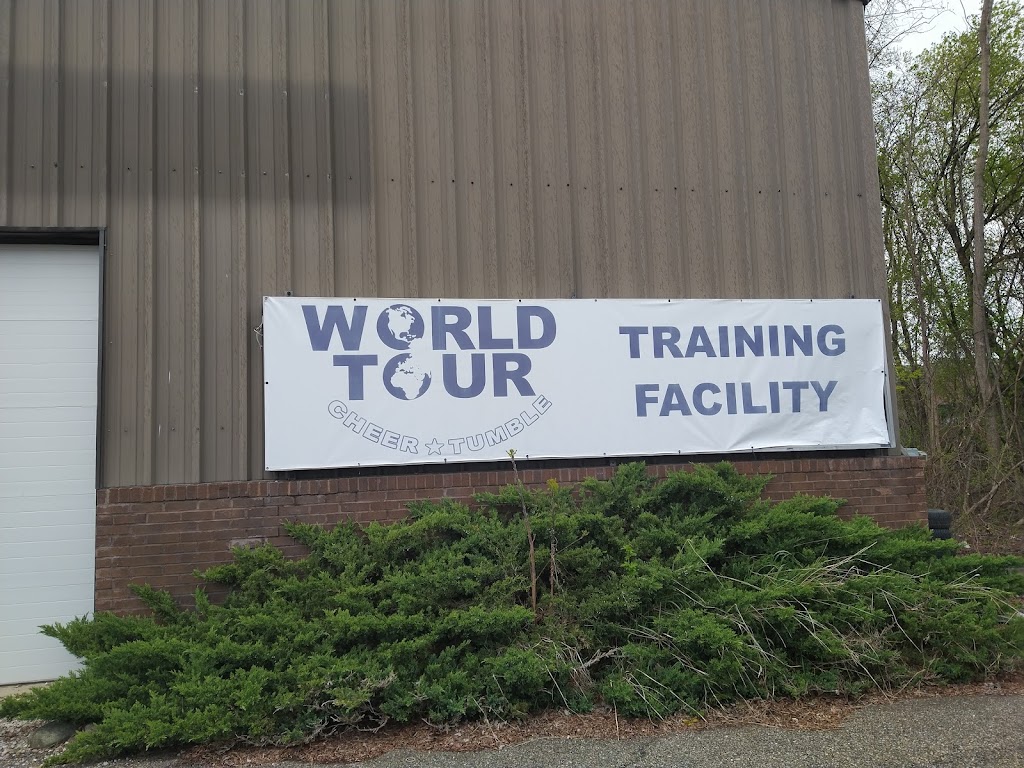 WORLD
TOUR
CHEER ☆ TUMBLE
TRAINING
FACILITY